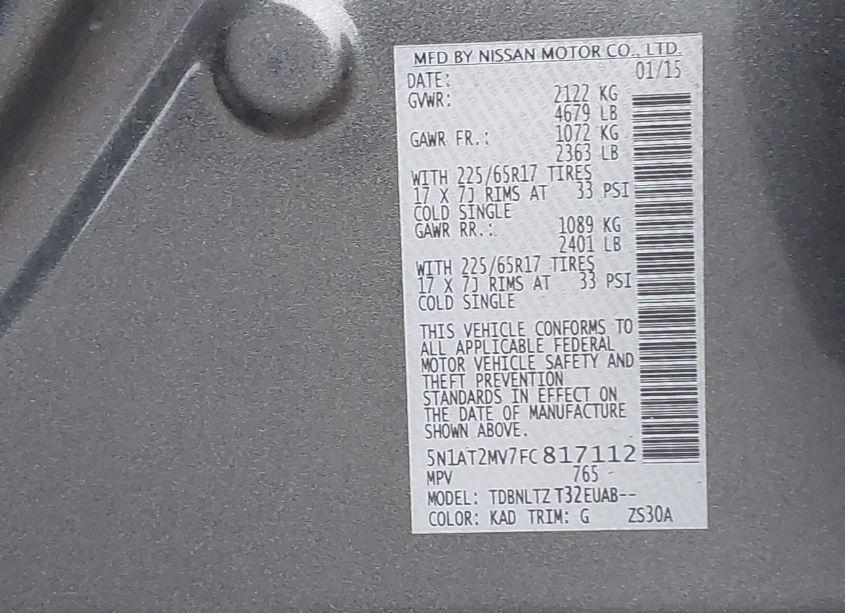 MFD BY NISSAN MOTOR CO., LTD.
DATE: 01/15
GVWR: 2122 KG
4679 LB
GAWR FR.: 1072 KG
2363 LB
WITH 225/65R17 TIRES
17 X 7J RIMS AT 33 PSI
COLD SINGLE
GAWR RR.: 1089 KG
2401 LB
WITH 225/65R17 TIRES
17 X 7J RIMS AT 33 PSI
COLD SINGLE
THIS VEHICLE CONFORMS TO
ALL APPLICABLE FEDERAL
MOTOR VEHICLE SAFETY AND
THEFT PREVENTION
STANDARDS IN EFFECT ON
THE DATE OF MANUFACTURE
SHOWN ABOVE.
5N1AT2MV7FC817112
MPV 765
MODEL: TDBNLTZ T32EUAB--
COLOR: KAD TRIM: G ZS30A